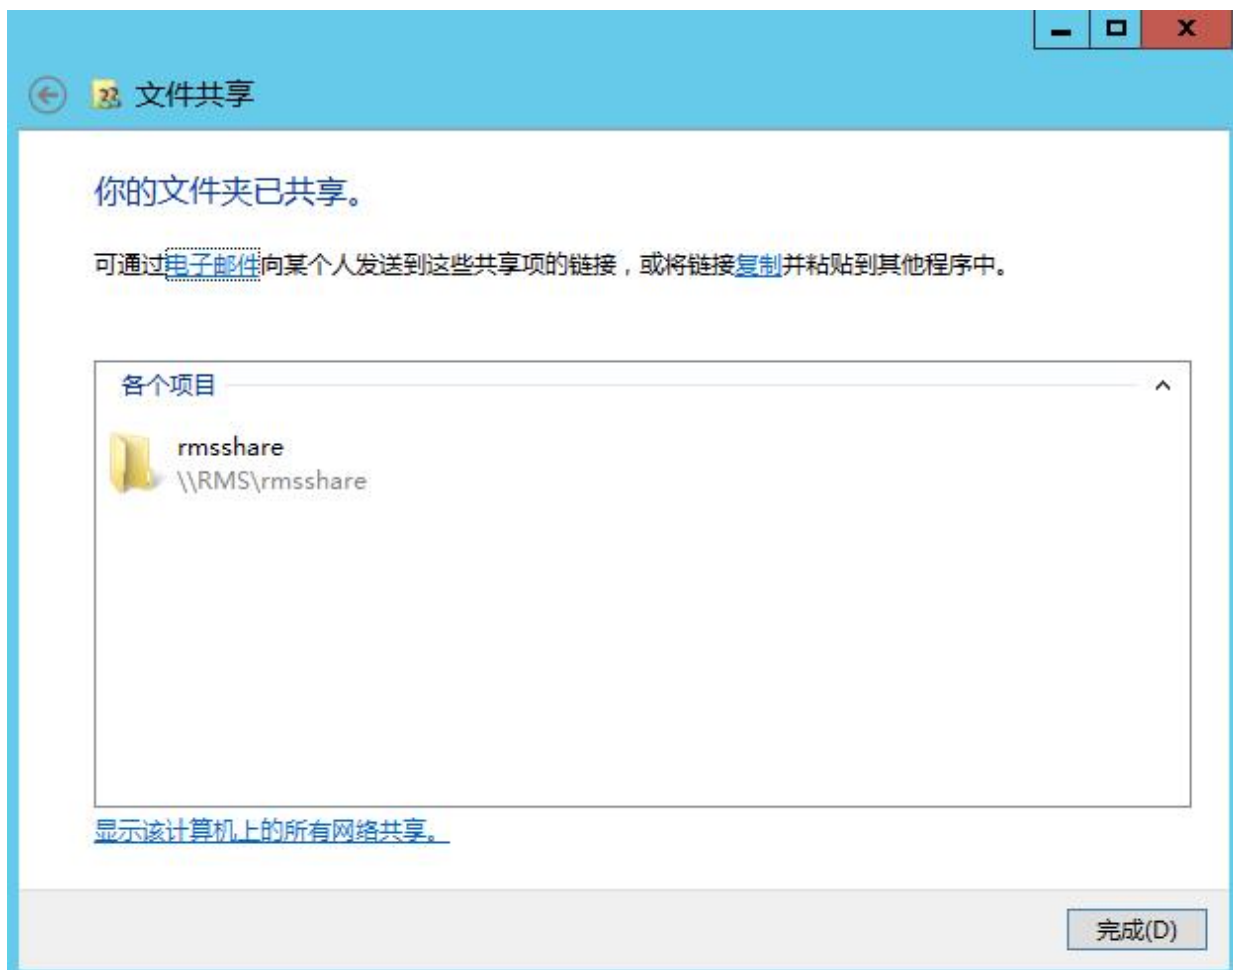 文件共享
你的文件夹已共享。
可通过电子邮件向某个人发送到这些共享项的链接，或将链接复制并粘贴到其他程序中。
各个项目
rmsshare
\\RMS\rmsshare
显示该计算机上的所有网络共享。
完成(D)